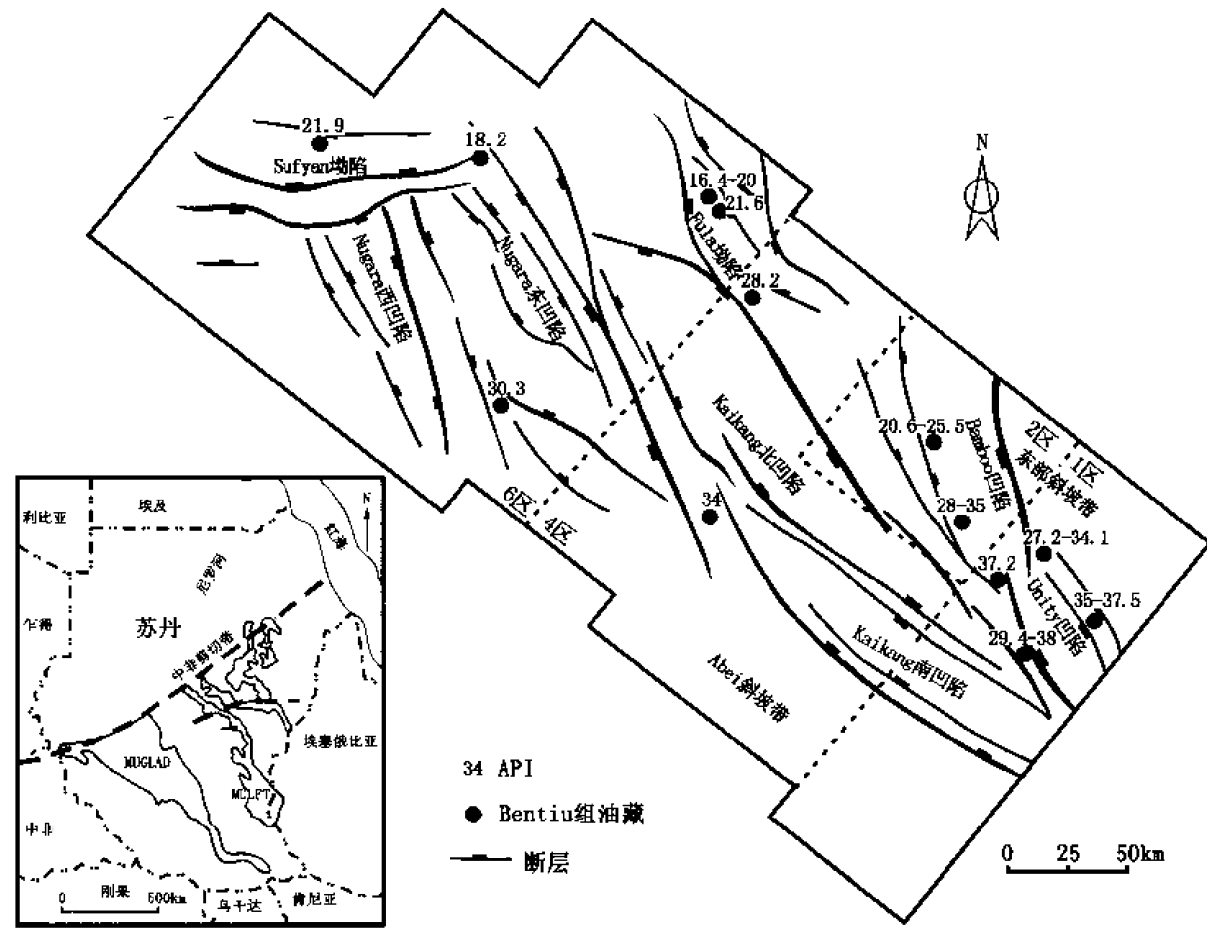 21.9
18.2
Sufyan坳陷
16.4-20
21.6
N
Fula坳陷
28.2
Nugara西凹陷
Nugara东凹陷
30.3
Kaikang北凹陷
20.6-25.5
Bamboo凹陷
2区
1区
东部斜坡带
6区
4区
34
28-35
27.2-34.1
37.2
Unity凹陷
35-37.5
29.4-38
Kaikang南凹陷
Abei斜坡带
利比亚
埃及
红海
N
尼罗河
乍得
苏丹
中非剪切带
埃塞俄比亚
MUGLAD
MELFT
中非
刚果
乌干达
肯尼亚
0 500km
34 API
Bentiu组油藏
断层
0 25 50km